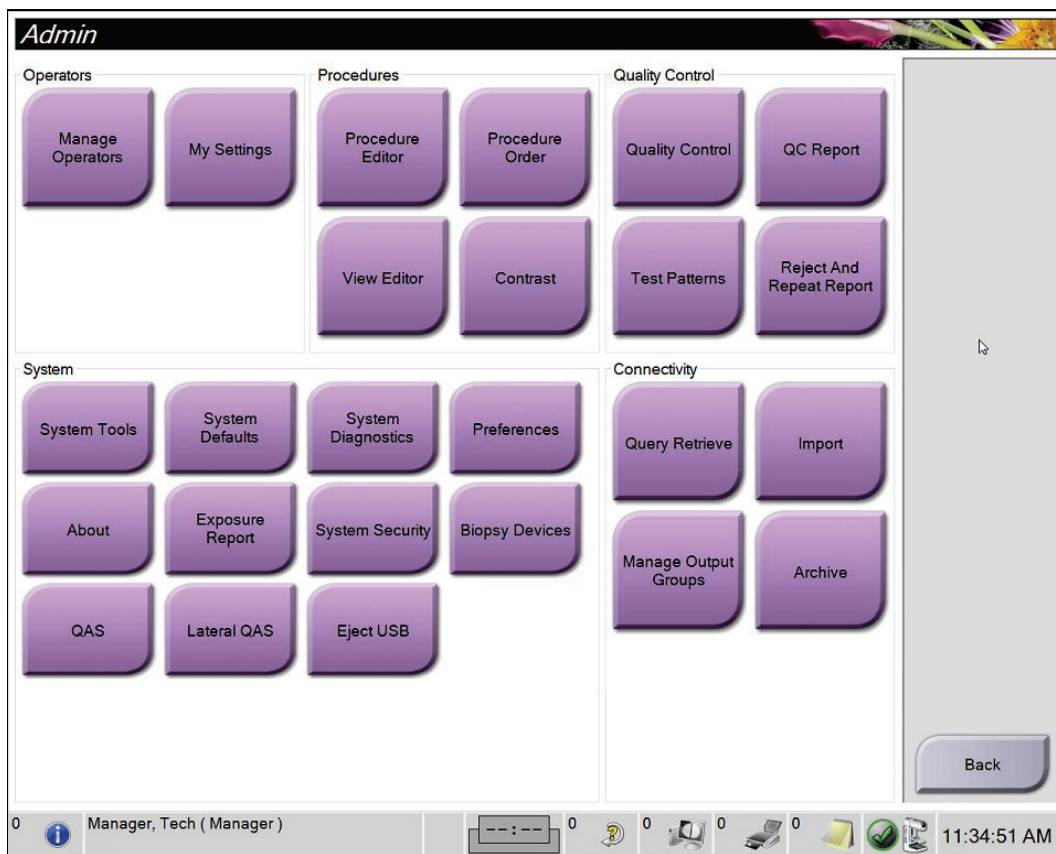 Admin
Operators
Manage
Operators
My Settings
Procedures
Procedure
Editor
Procedure
Order
View Editor
Contrast
Quality Control
Quality Control
QC Report
Test Patterns
Reject And
Repeat Report
System
System Tools
System
Defaults
System
Diagnostics
Preferences
About
Exposure
Report
System Security
Biopsy Devices
QAS
Lateral QAS
Eject USB
Connectivity
Query Retrieve
Import
Manage Output
Groups
Archive
Back
0
Manager, Tech ( Manager )
--:--
0
0
0
0
11:34:51 AM